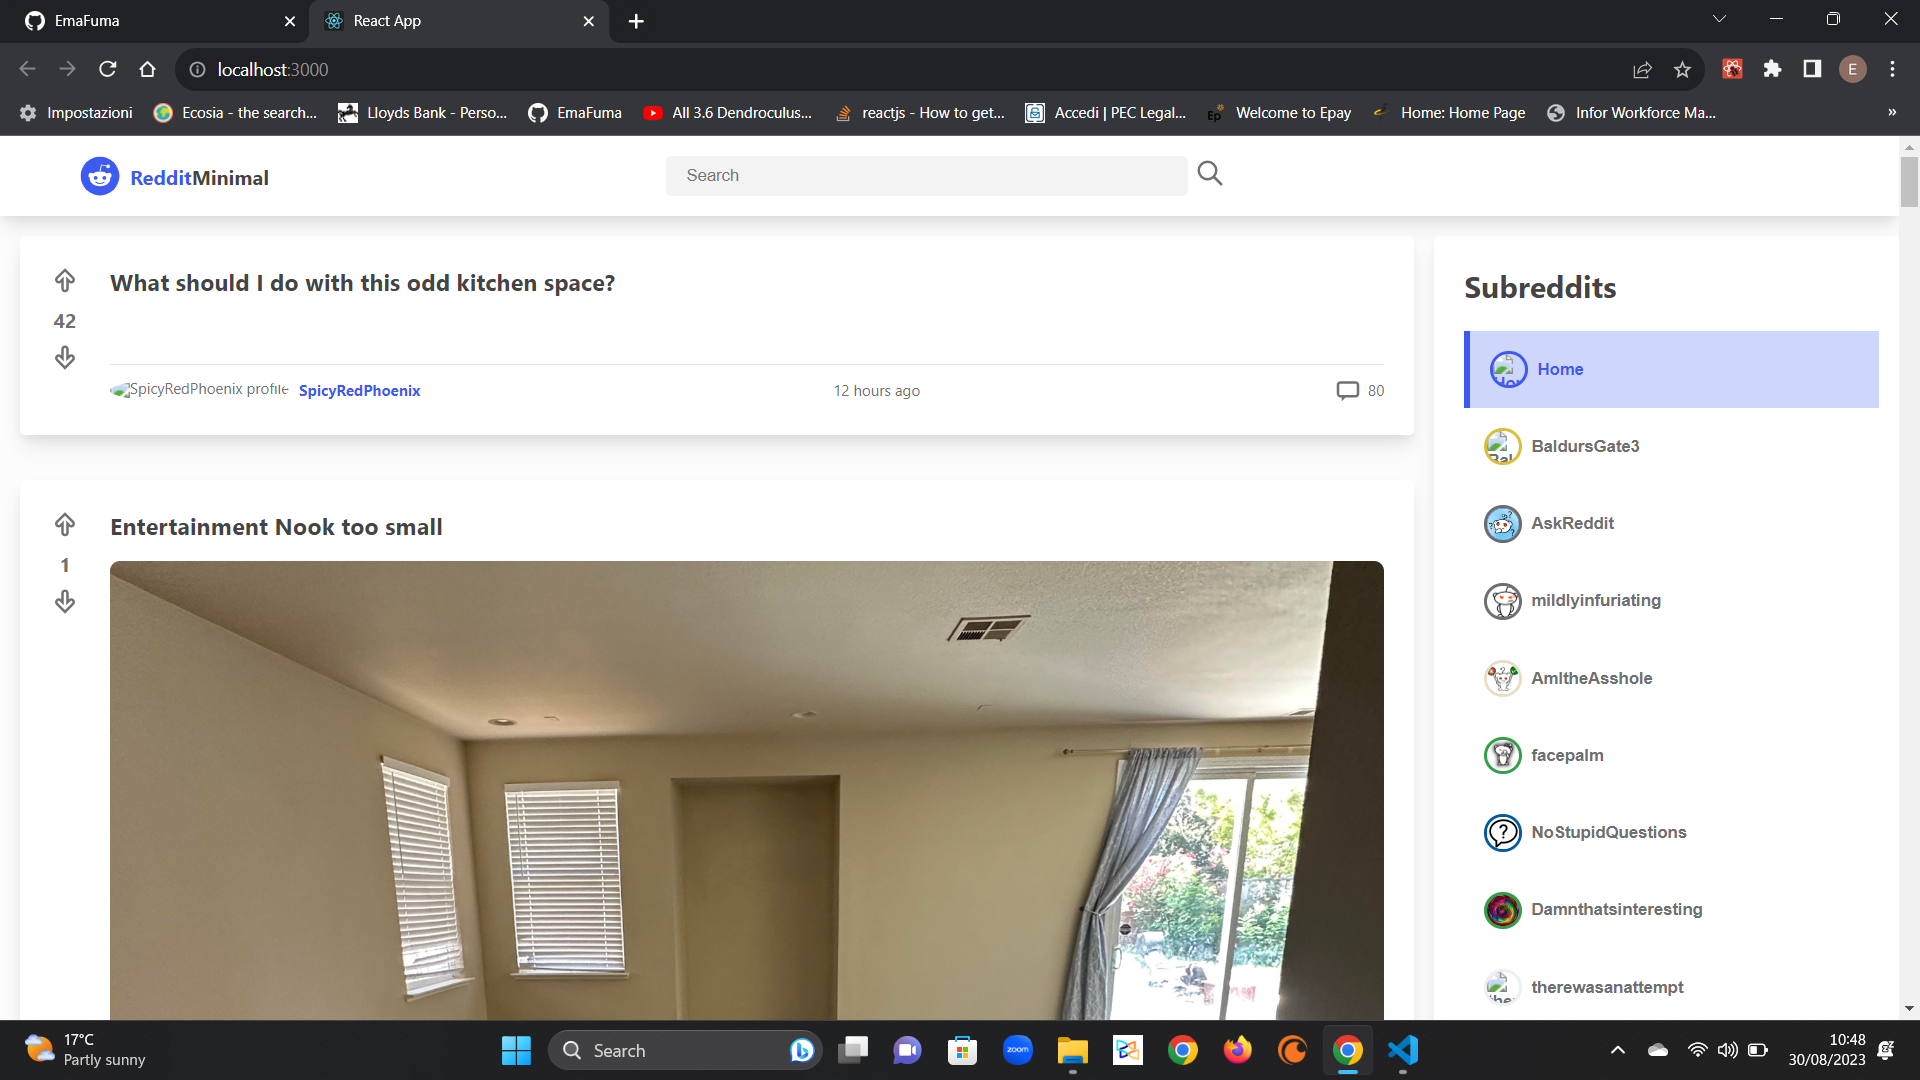 EmaFuma
React App
localhost:3000
E
Impostazioni
Ecosia - the search...
Lloyds Bank - Perso...
EmaFuma
All 3.6 Dendroculus...
reactjs - How to get...
Accedi | PEC Legal...
Ep
Welcome to Epay
Home: Home Page
Infor Workforce Ma...
»
RedditMinimal
Search
What should I do with this odd kitchen space?
42
SpicyRedPhoenix profile
SpicyRedPhoenix
12 hours ago
80
Entertainment Nook too small
1
Subreddits
Home
BaldursGate3
AskReddit
mildlyinfuriating
AmItheAsshole
facepalm
NoStupidQuestions
Damnthatsinteresting
therewasanattempt
17°C
Partly sunny
Search
zoom
10:48
30/08/2023